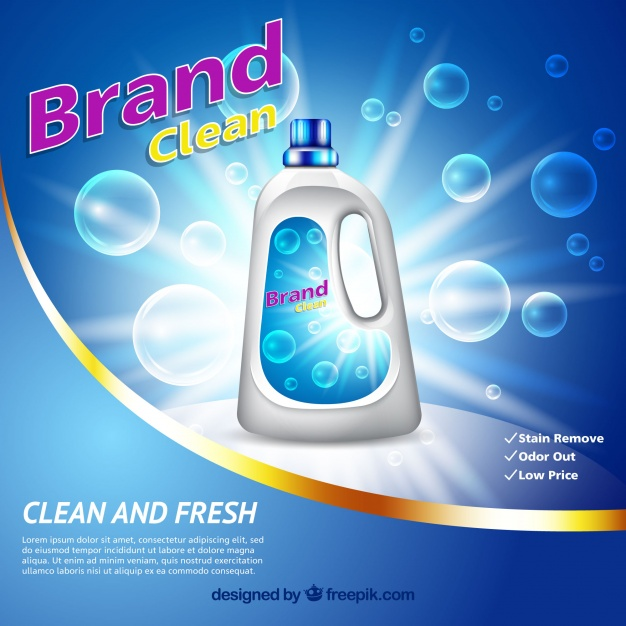 Brand
Clean
Brand
Clean
Stain Remove
Odor Out
Low Price
CLEAN AND FRESH
Lorem ipsum dolor sit amet, consectetur adipiscing elit, sed
do eiusmod tempor incididunt ut labore et dolore magna
aliqua. Ut enim ad minim veniam, quis nostrud exercitation
ullamco laboris nisi ut aliquip ex ea commodo consequat.
designed by freepik.com